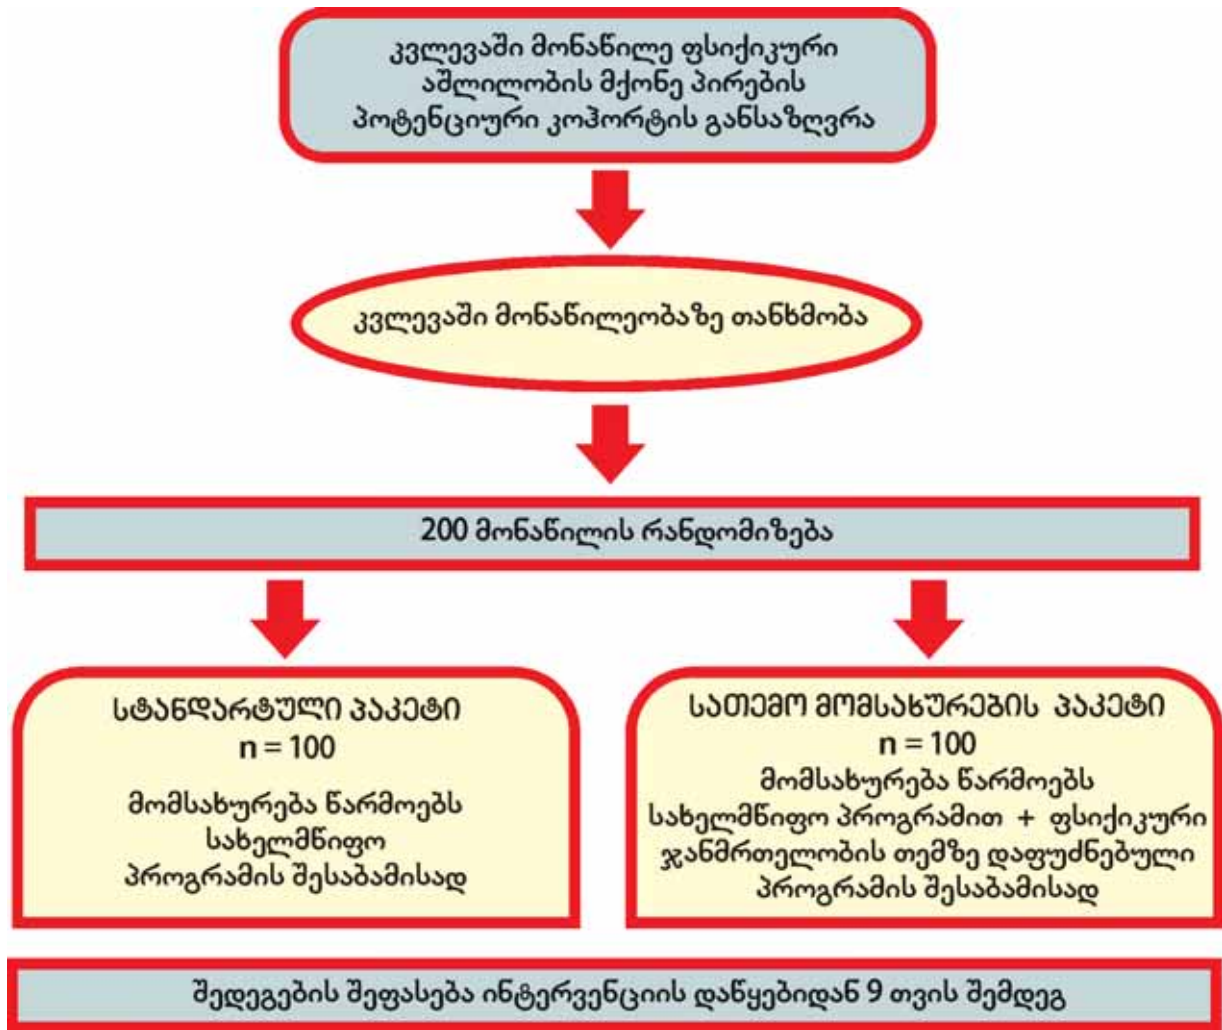 კვლევაში მონაწილე ფსიქიკური
აშლილობის მქონე პირების
პოტენციური კოჰორტის განსაზღვრა
კვლევაში მონაწილეობაზე თანხმობა
200 მონაწილის რანდომიზება
სტანდარტული პაკეტი
n = 100
მომსახურება წარმოებს
სახელმწიფო
პროგრამის შესაბამისად
სათემო მომსახურების პაკეტი
n = 100
მომსახურება წარმოებს
სახელმწიფო პროგრამით + ფსიქიკური
ჯანმრთელობის თემზე დაფუძნებული
პროგრამის შესაბამისად
შედეგების შეფასება ინტერვენციის დაწყებიდან 9 თვის შემდეგ